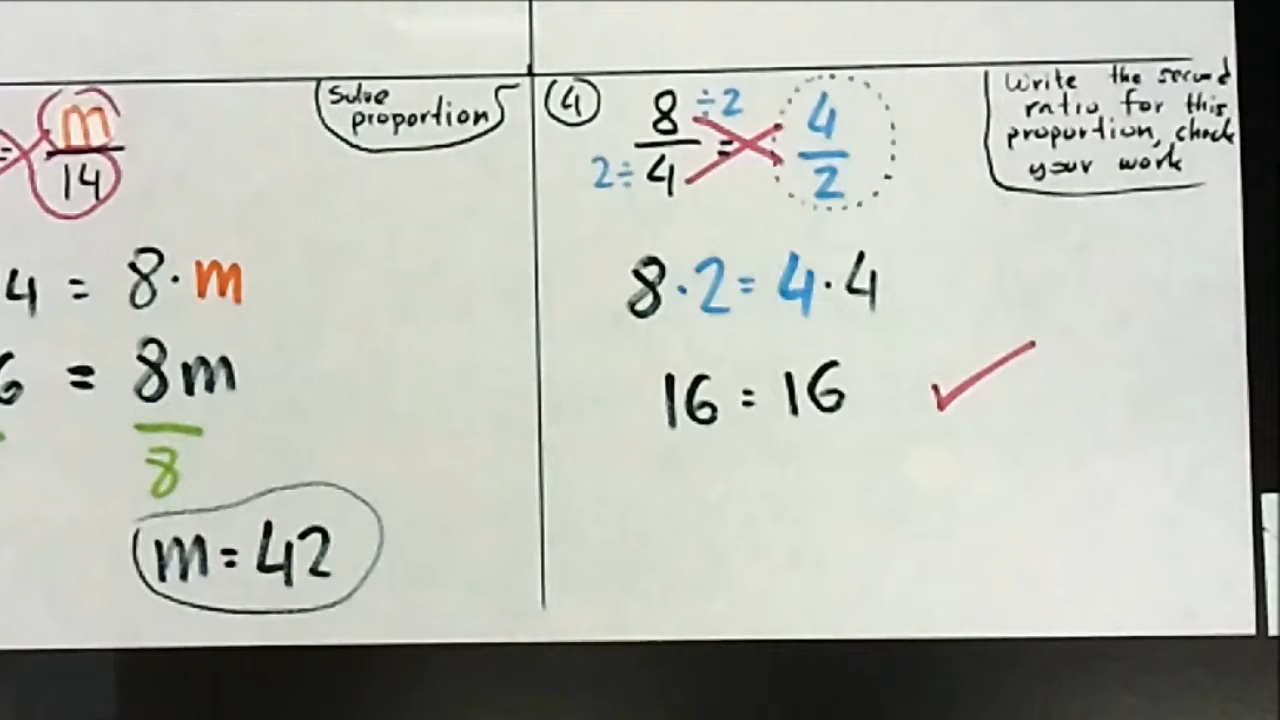 Solve
proportion
= m
14
4 = 8·m
6 = 8m
8
m = 42
4
8 ÷2 = 4
2÷ 4 2
Write the second
ratio for this
proportion, check
your work
8·2 = 4·4
16 = 16